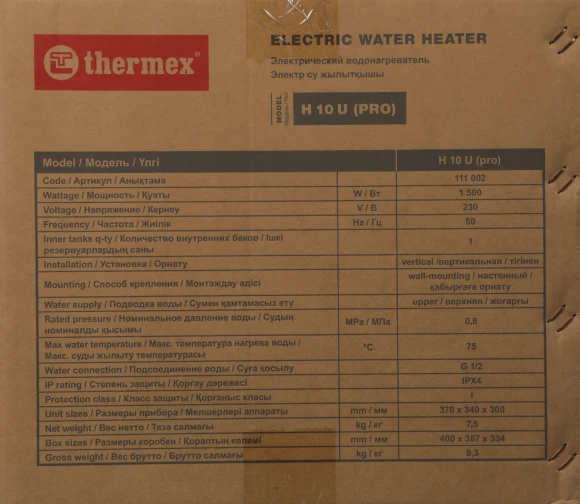 thermex®
ELECTRIC WATER HEATER
Электрический водонагреватель
Электр су жылытқышы
MODEL
H 10 U (PRO)
Model / Модель / Үлгі H 10 U (pro)
Code / Артикул / Анықтама 111 002
Wattage / Мощность / Қуаты W / Вт 1 500
Voltage / Напряжение / Кернеу V / В 230
Frequency / Частота / Жиілік Hz / Гц 50
Inner tanks q-ty / Количество внутренних баков / Ішкі
резервуарлардың саны 1
Installation / Установка / Орнату vertical /вертикальная / тігінен
Mounting / Способ крепления / Монтаждау әдісі wall-mounting / настенный /
қабырғаға орнату
Water supply / Подводка воды / Сумен қамтамасыз ету upper / верхняя / жоғарғы
Rated pressure / Номинальное давление воды / Судың
номиналды қысымы MPa / МПа 0,8
Max water temperature / Макс. температура нагрева воды /
Макс. суды жылыту температурасы °C 75
Water connection / Подсоединение воды / Суға қосылу G 1/2
IP rating / Степень защиты / Қорғау дәрежесі IPX4
Protection class / Класс защиты / Қорғаныс класы I
Unit sizes / Размеры прибора / Мелшерлері аппараты mm / мм 370 x 340 x 300
Net weight / Вес нетто / Таза салмағы kg / кг 7,5
Box sizes / Размеры коробки / Қораптың көлемі mm / мм 400 x 387 x 334
Gross weight / Вес брутто / Брутто салмағы kg / кг 8,3